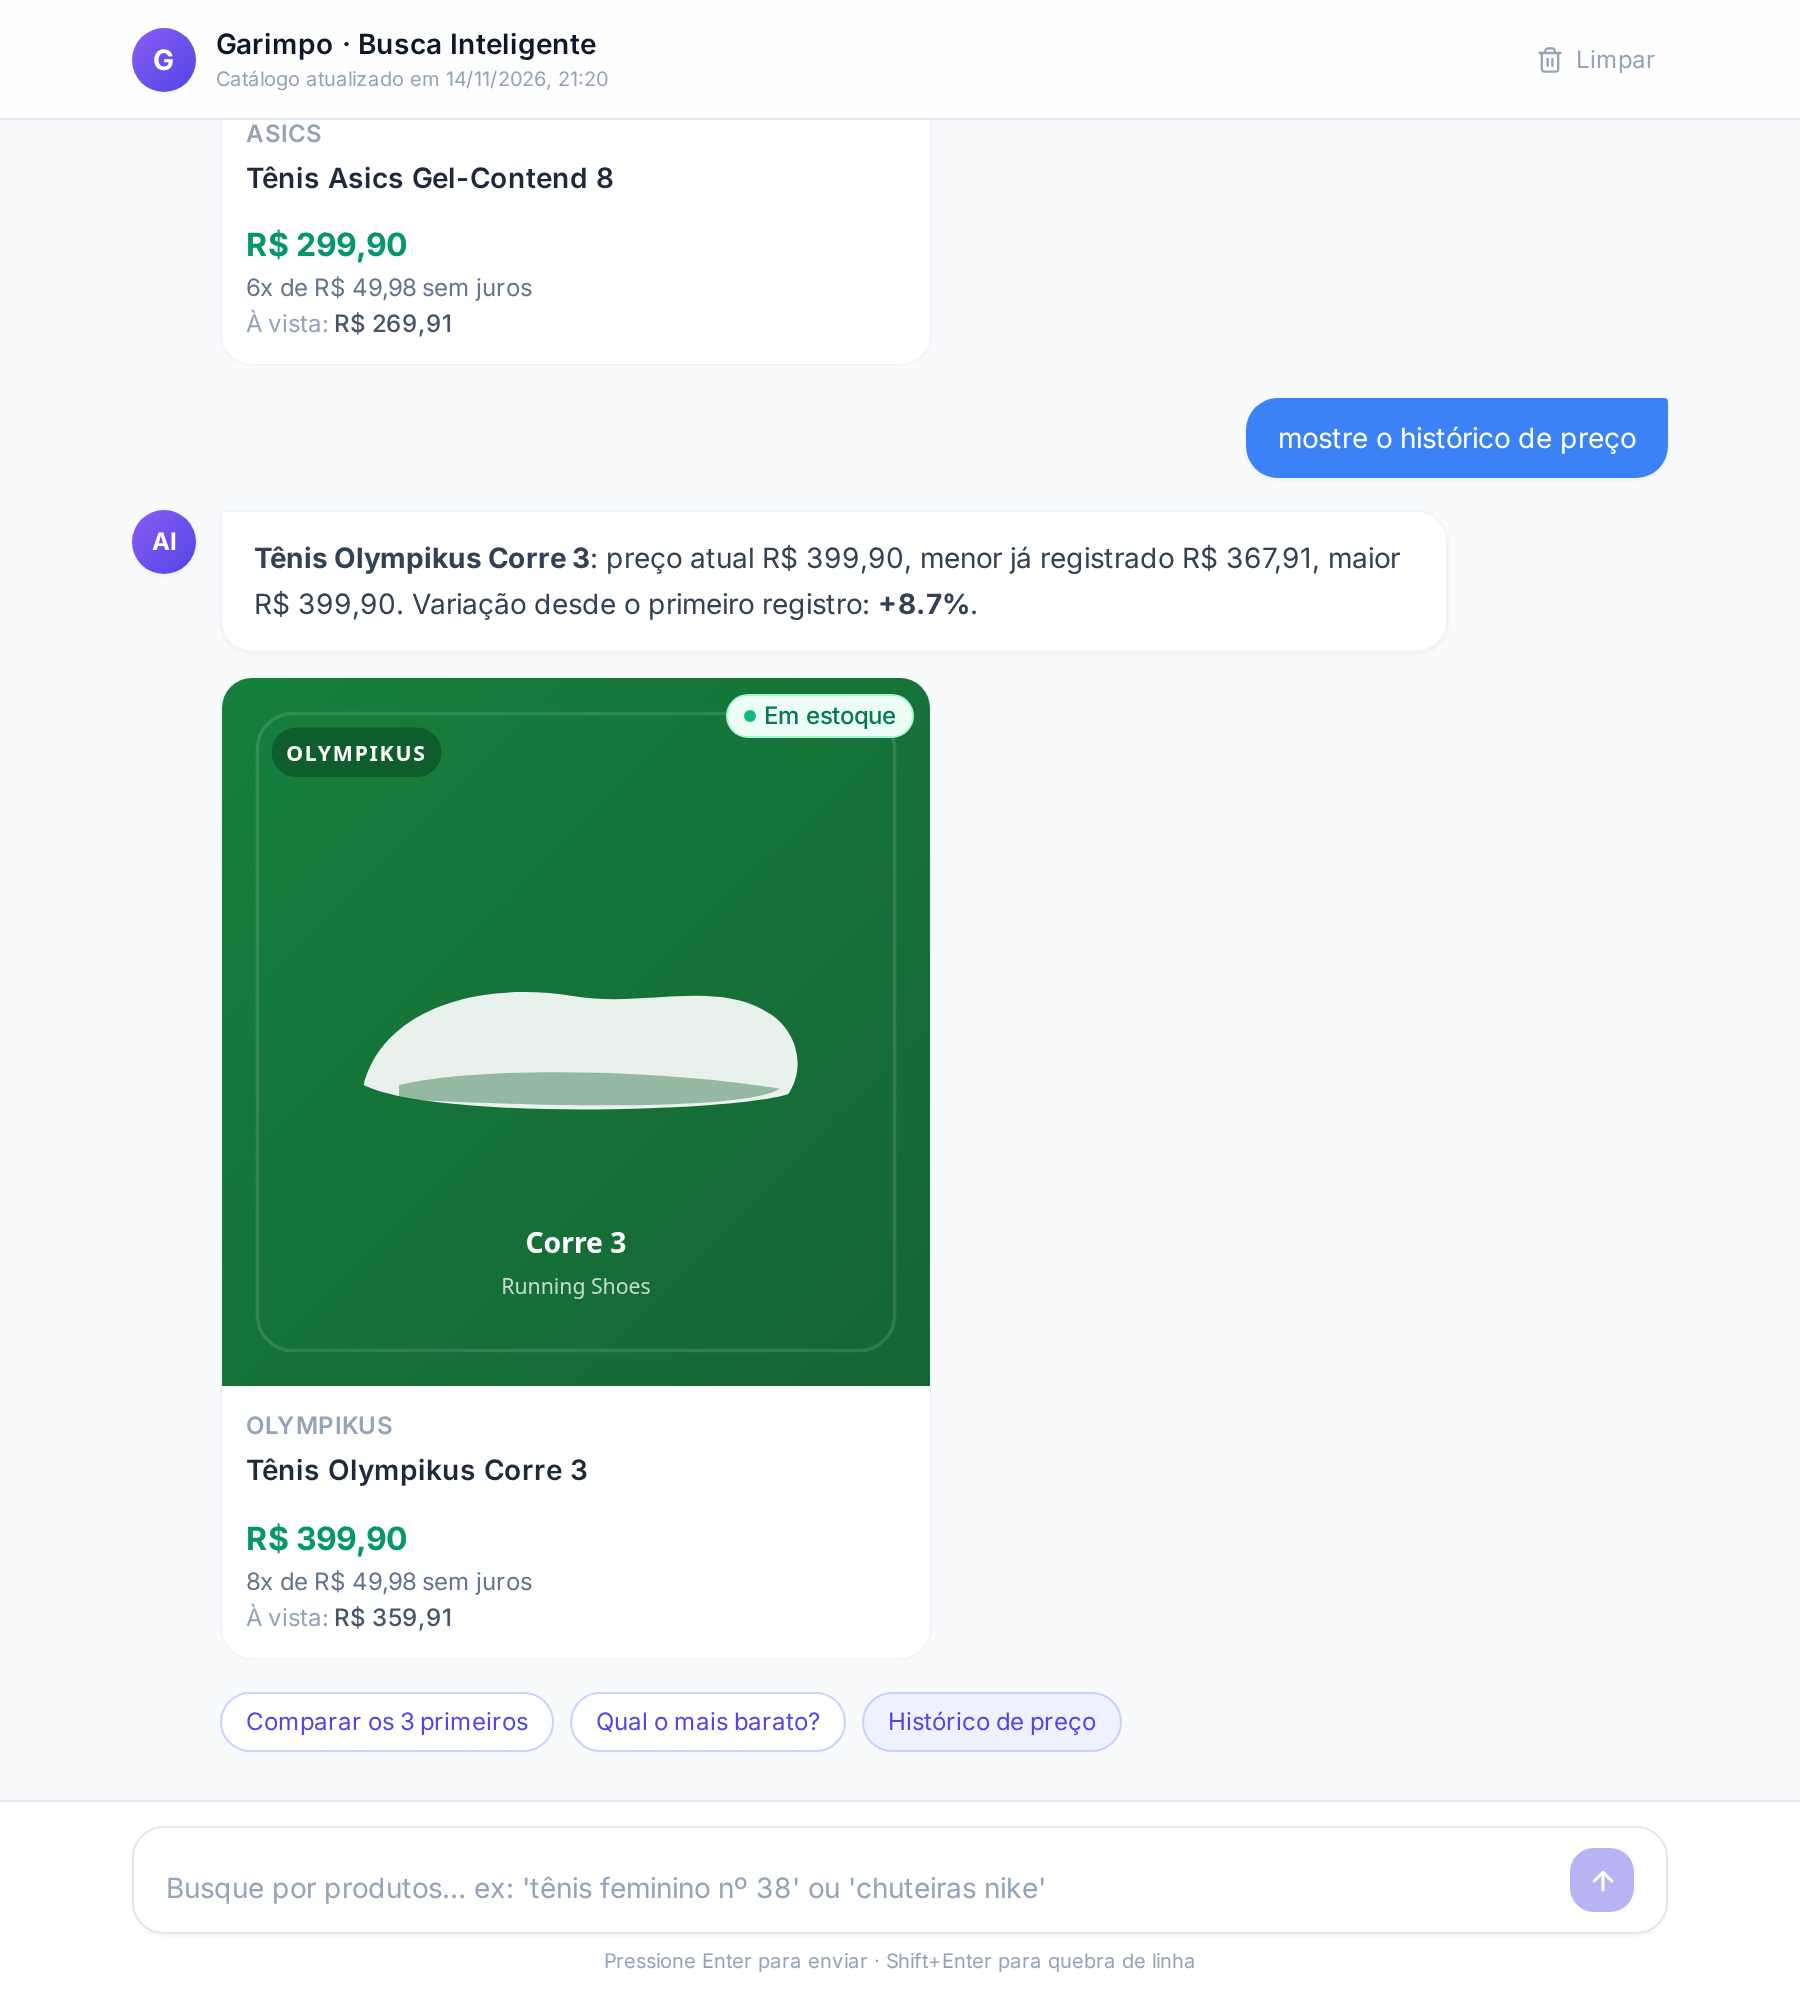 G
Garimpo · Busca Inteligente
Catálogo atualizado em 14/11/2026, 21:20
Limpar
ASICS
Tênis Asics Gel-Contend 8
R$ 299,90
6x de R$ 49,98 sem juros
À vista: R$ 269,91
mostre o histórico de preço
AI
Tênis Olympikus Corre 3: preço atual R$ 399,90, menor já registrado R$ 367,91, maior
R$ 399,90. Variação desde o primeiro registro: +8.7%.
Em estoque
OLYMPIKUS
Corre 3
Running Shoes
OLYMPIKUS
Tênis Olympikus Corre 3
R$ 399,90
8x de R$ 49,98 sem juros
À vista: R$ 359,91
Comparar os 3 primeiros
Qual o mais barato?
Histórico de preço
Busque por produtos... ex: 'tênis feminino nº 38' ou 'chuteiras nike'
Pressione Enter para enviar · Shift+Enter para quebra de linha